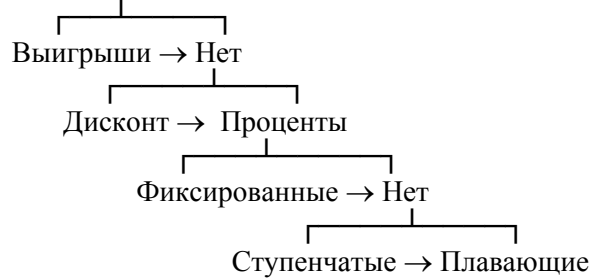 Выигрыши → Нет
Дисконт → Проценты
Фиксированные → Нет
Ступенчатые → Плавающие